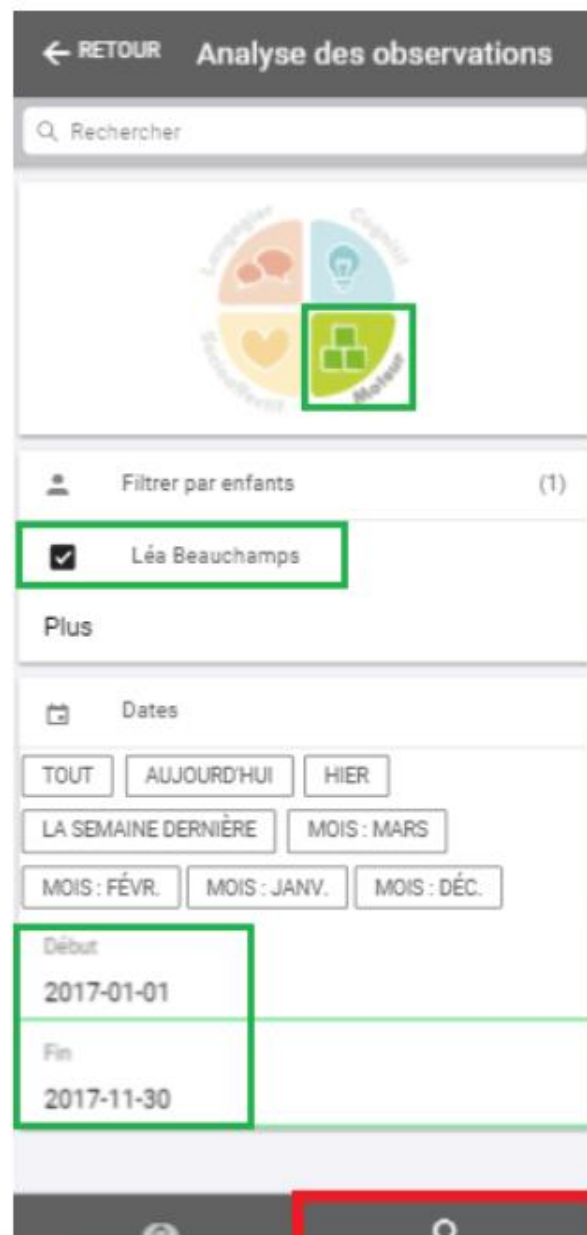 ← RETOUR Analyse des observations
Rechercher
Langagier
Cognitif
Socioaffectif
Moteur
Filtrer par enfants (1)
Léa Beauchamps
Plus
Dates
TOUT AUJOURD'HUI HIER
LA SEMAINE DERNIÈRE MOIS : MARS
MOIS : FÉVR. MOIS : JANV. MOIS : DÉC.
Début
2017-01-01
Fin
2017-11-30